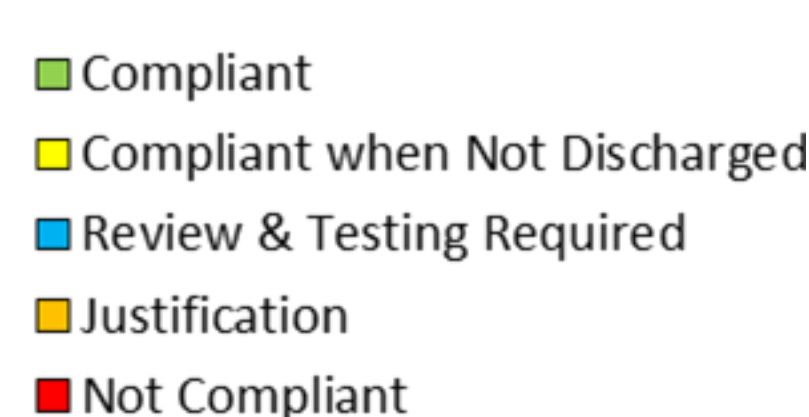 Compliant
Compliant when Not Discharged
Review & Testing Required
Justification
Not Compliant